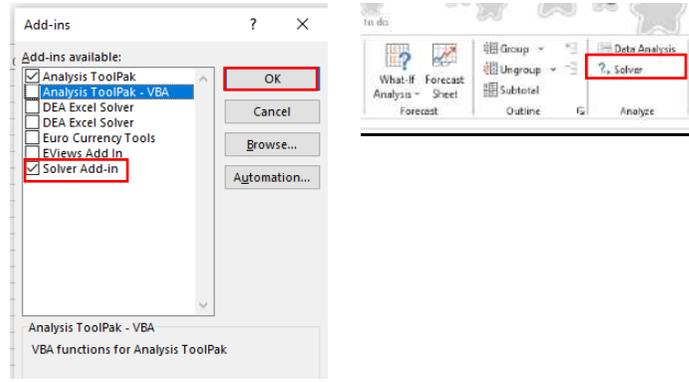 Add-ins
?
Add-ins available:
Analysis ToolPak
Analysis ToolPak - VBA
DEA Excel Solver
DEA Excel Solver
Euro Currency Tools
EViews Add In
Solver Add-in
OK
Cancel
Browse...
Automation...
Analysis ToolPak - VBA
VBA functions for Analysis ToolPak
to do
What-If
Analysis
Forecast
Sheet
Forecast
Group
Ungroup
Subtotal
Outline
Data Analysis
?
Solver
Analyze